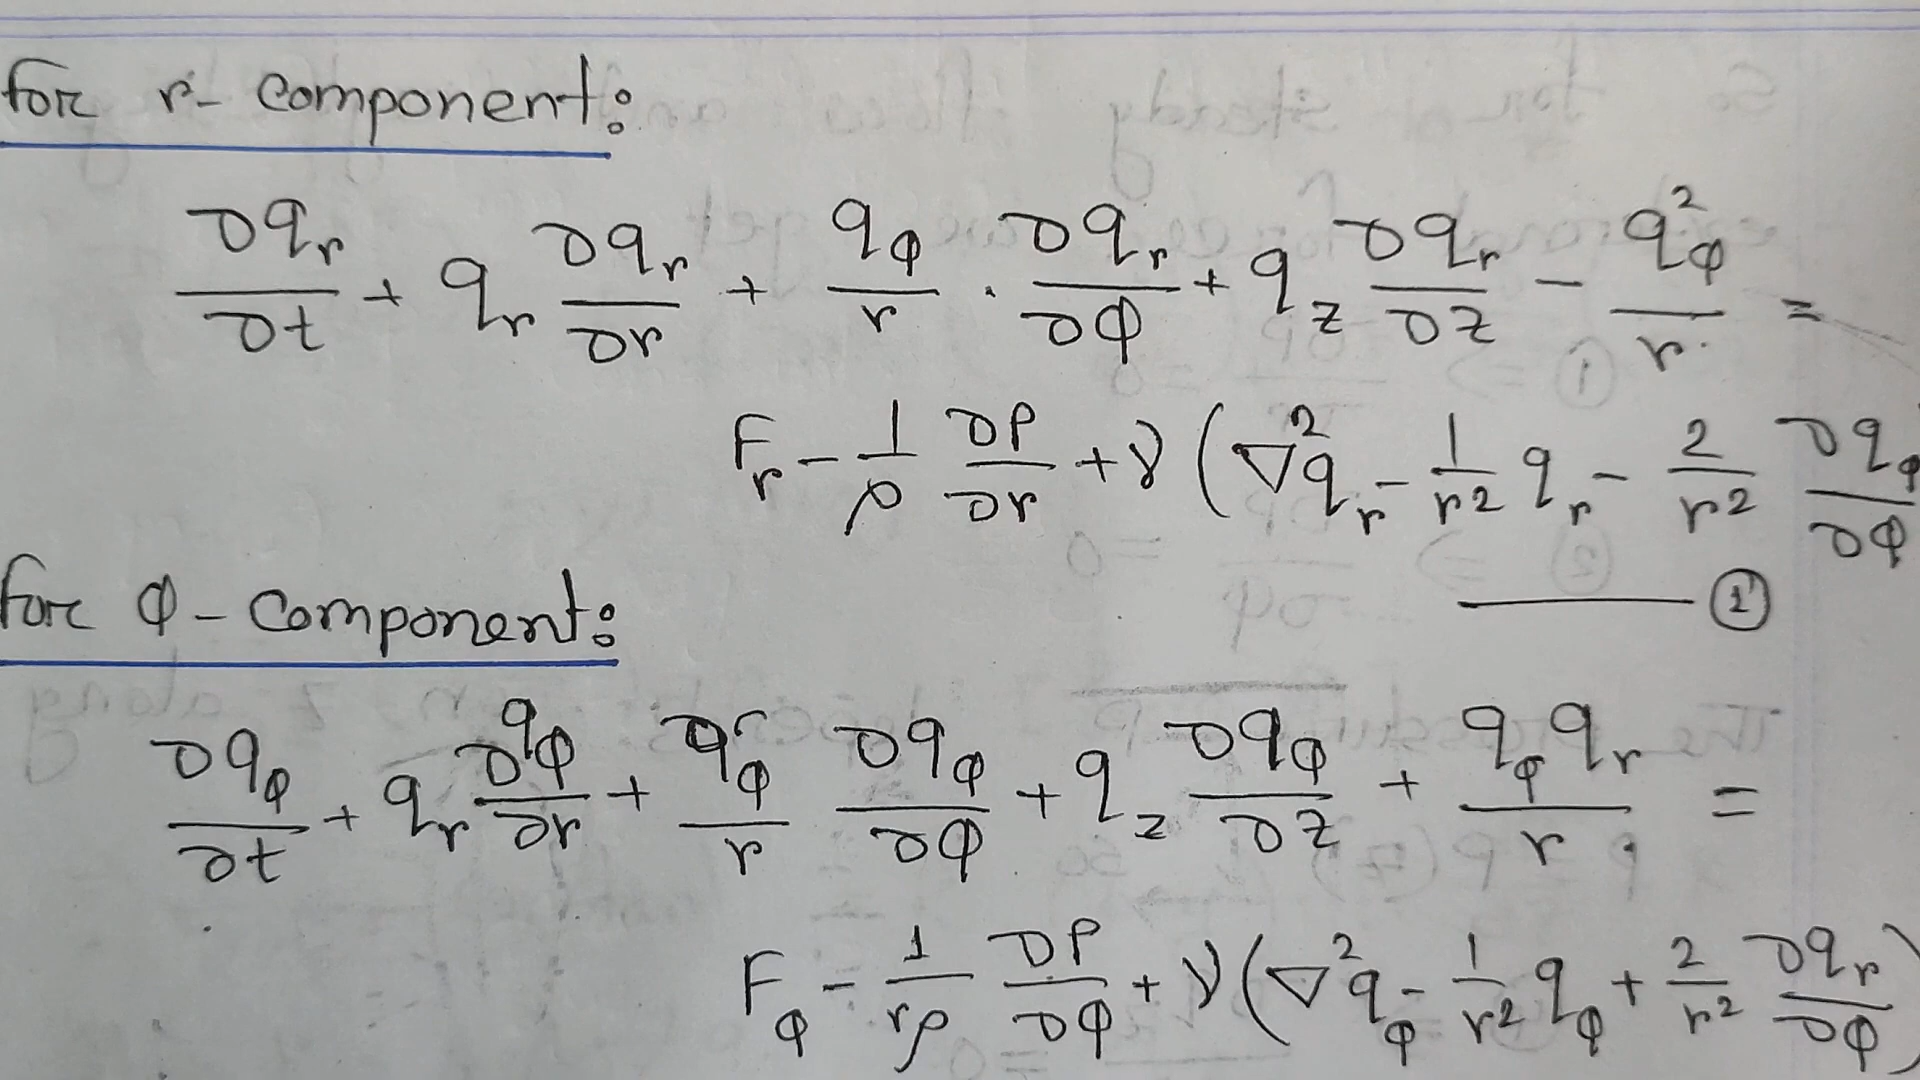 for r- component:
∂q_r/∂t + q_r ∂q_r/∂r + q_φ/r · ∂q_r/∂φ + q_z ∂q_r/∂z - q_φ²/r =
F_r - 1/ρ ∂P/∂r + ν (∇²q_r - 1/r² q_r - 2/r² ∂q_φ/∂φ
①
for φ- component:
∂q_φ/∂t + q_r ∂q_φ/∂r + q_φ/r ∂q_φ/∂φ + q_z ∂q_φ/∂z + q_φ q_r/r =
F_φ - 1/rρ ∂P/∂φ + ν (∇²q_φ - 1/r² q_φ + 2/r² ∂q_r/∂φ)